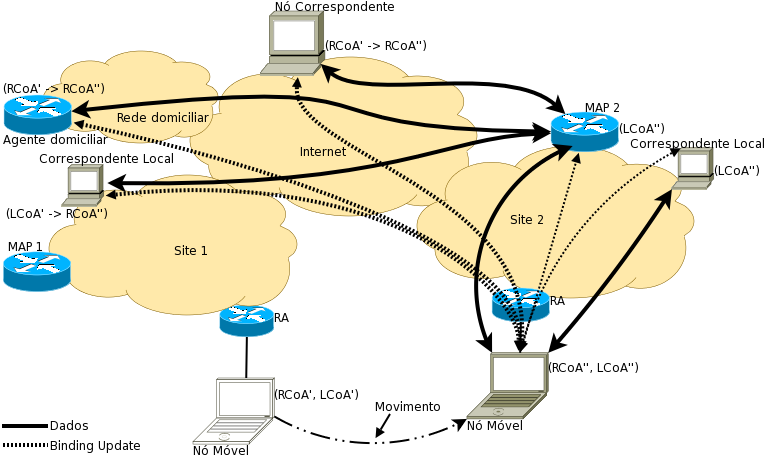 Nó Correspondente
(RCoA' -> RCoA'')
(RCoA' -> RCoA'')
MAP 2
Rede domiciliar
(LCoA'')
Agente domiciliar
Correspondente Local
Internet
Correspondente Local
(LCoA'')
(LCoA' -> RCoA'')
Site 2
MAP 1
Site 1
RA
RA
(RCoA'', LCoA'')
(RCoA', LCoA')
Movimento
Dados
Nó Móvel
Binding Update
Nó Móvel